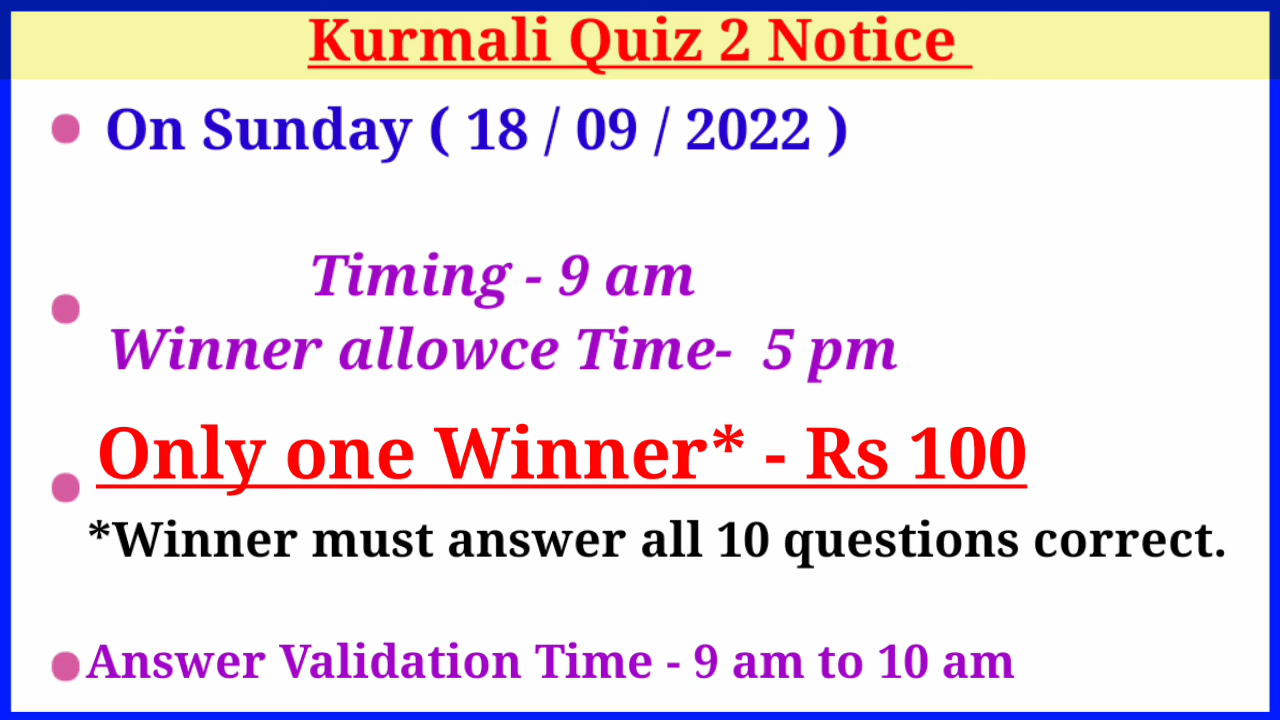 Kurmali Quiz 2 Notice
On Sunday ( 18 / 09 / 2022 )
Timing - 9 am
Winner allowce Time- 5 pm
Only one Winner* - Rs 100
*Winner must answer all 10 questions correct.
Answer Validation Time - 9 am to 10 am